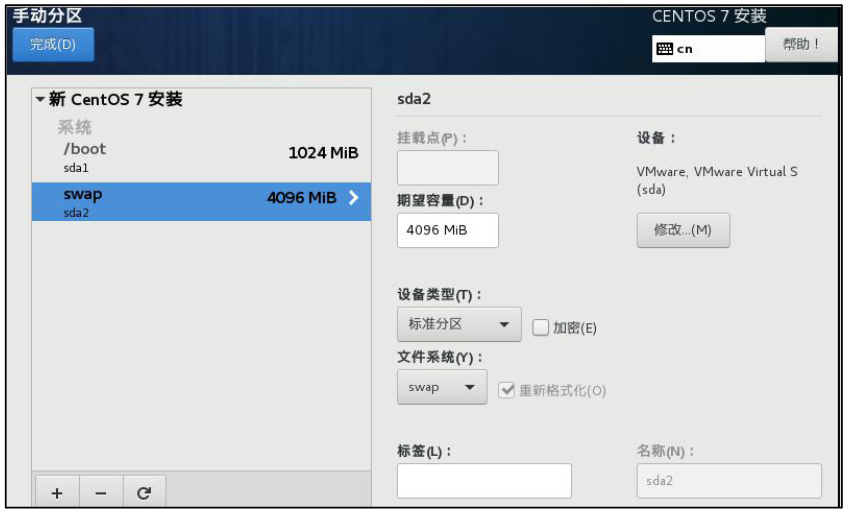 手动分区
CENTOS 7 安装
完成(D)
cn
帮助！
新 CentOS 7 安装
系统
/boot
1024 MiB
sda1
swap
4096 MiB
sda2
sda2
挂载点(P)：
期望容量(D)：
4096 MiB
设备类型(T)：
标准分区
加密(E)
文件系统(Y)：
swap
重新格式化(O)
标签(L)：
设备：
VMware, VMware Virtual S
(sda)
修改...(M)
名称(N)：
sda2